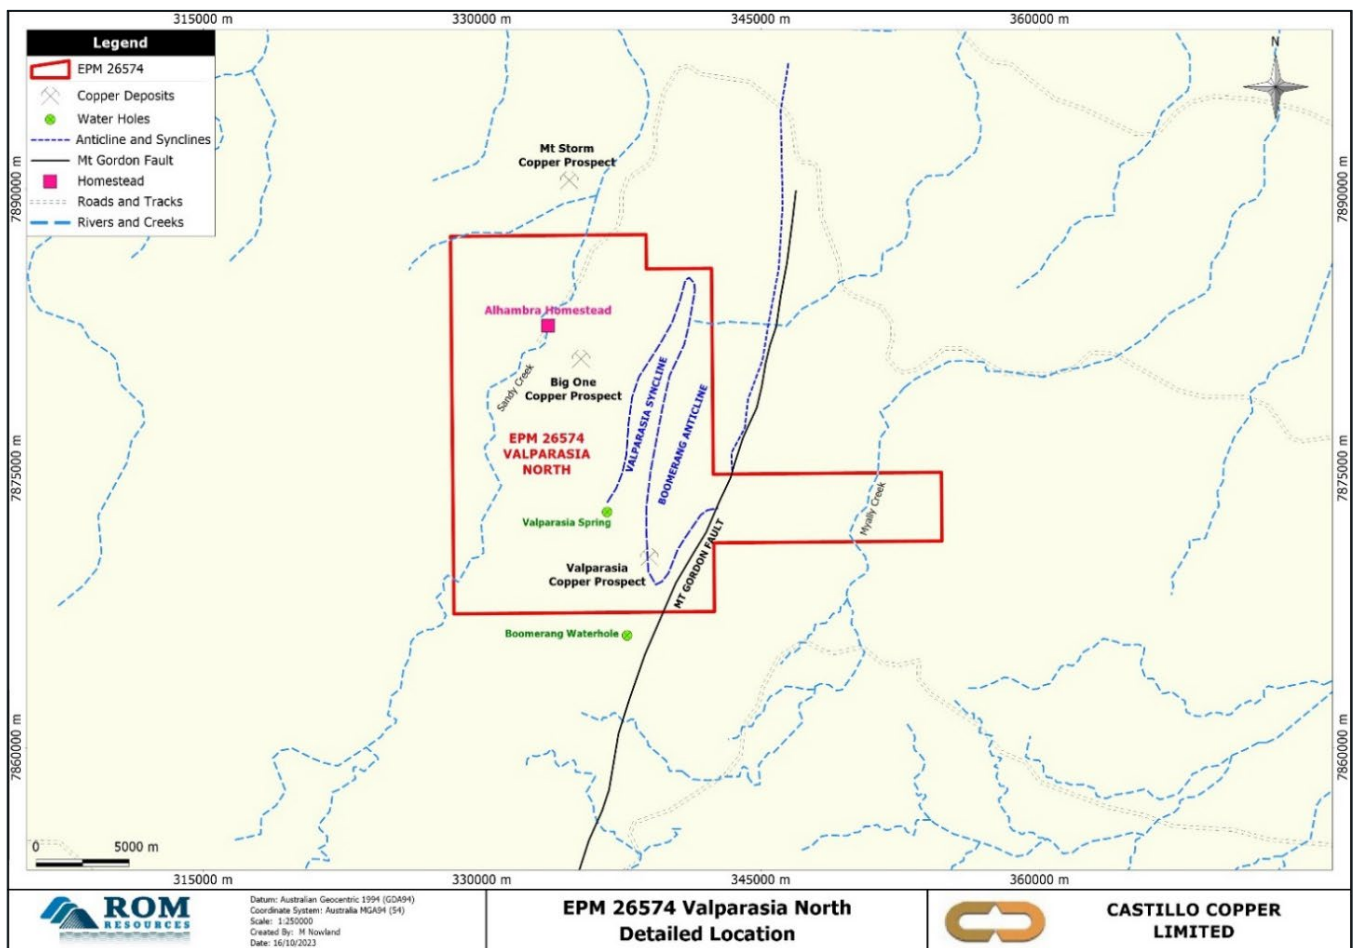 315000 m
330000 m
345000 m
360000 m
Legend
EPM 26574
Copper Deposits
Water Holes
Anticline and Synclines
Mt Gordon Fault
Homestead
Roads and Tracks
Rivers and Creeks
N
Mt Storm
Copper Prospect
7890000 m
7890000 m
Alhambra Homestead
Big One
Copper Prospect
Sandy Creek
VALPARASIA SYNCLINE
BOOMERANG ANTICLINE
EPM 26574
VALPARASIA
NORTH
7875000 m
7875000 m
Myally Creek
Valparasia Spring
Valparasia
Copper Prospect
MT GORDON FAULT
Boomerang Waterhole
7860000 m
7860000 m
0
5000 m
315000 m
330000 m
345000 m
360000 m
ROM
RESOURCES
Datum: Australian Geocentric 1994 (GDA94)
Coordinate System: Australia MGA94 (54)
Scale: 1:250000
Created By: M Nowland
Date: 16/10/2023
EPM 26574 Valparasia North
Detailed Location
CASTILLO COPPER
LIMITED